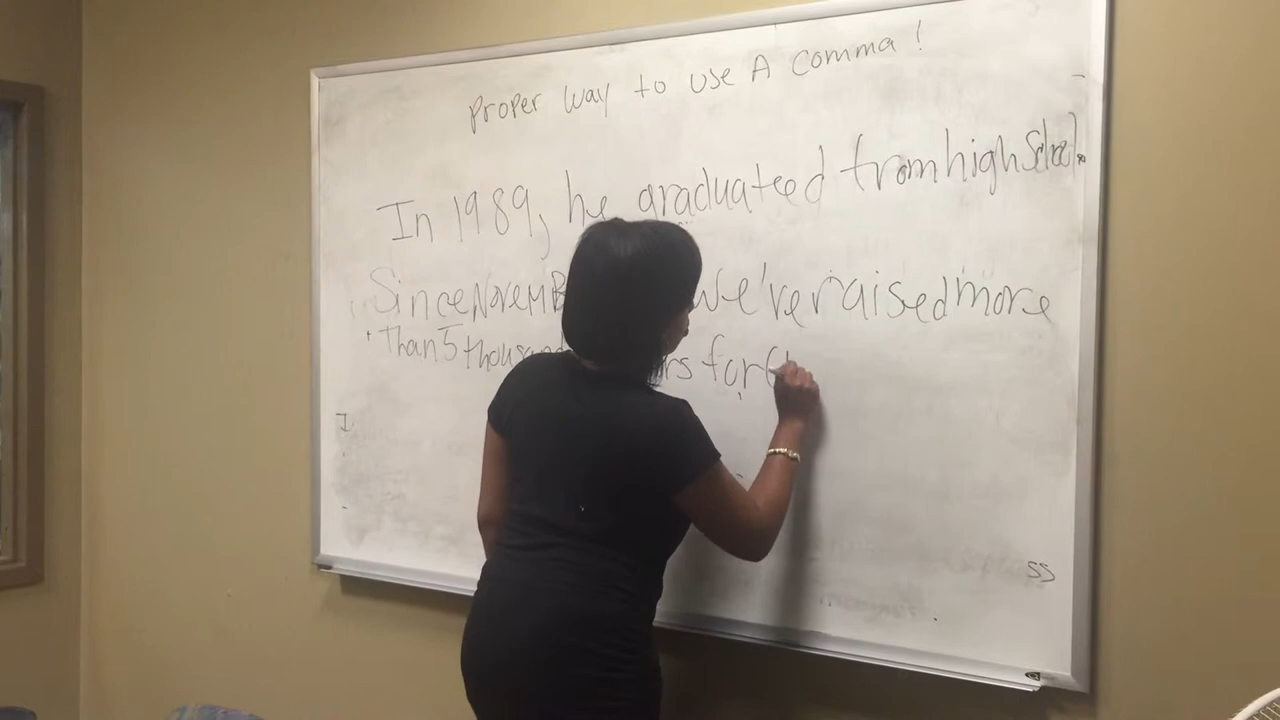 Proper way to use A comma!
In 1989, he graduated from high School.
Since NovemB We've raised more
than 5 thousand rs for
I
SS